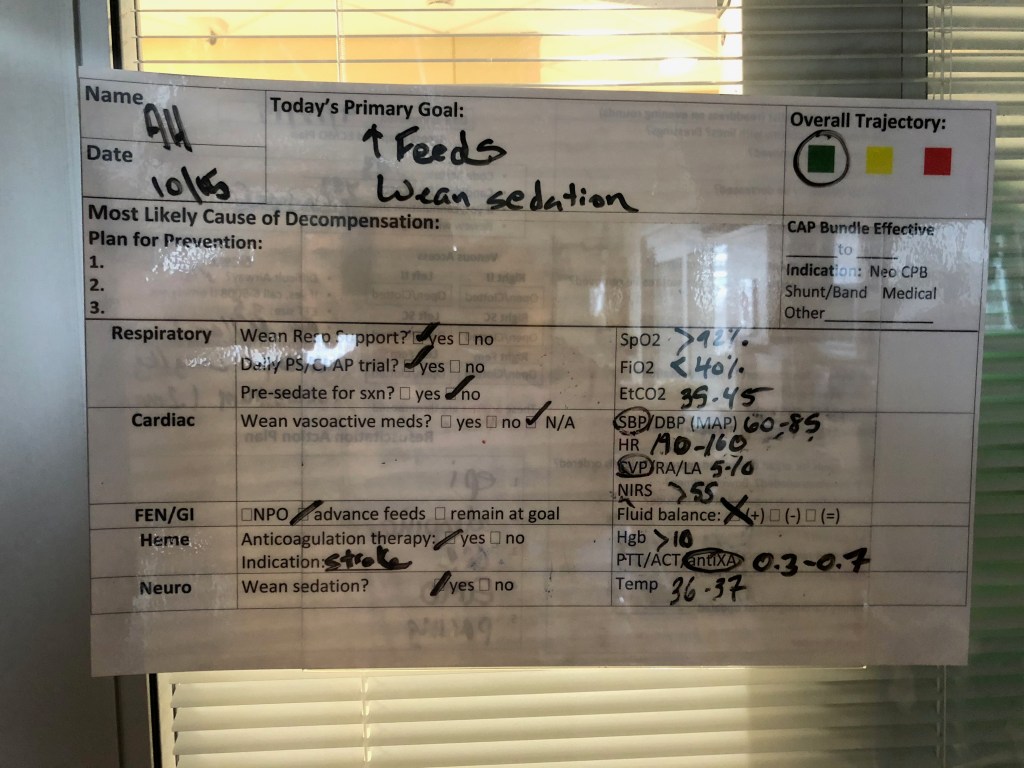 Name AH
Date
Today's Primary Goal:
↑ Feeds
Wean sedation
Overall Trajectory:
Most Likely Cause of Decompensation:
Plan for Prevention:
1.
2.
3.
CAP Bundle Effective
____ to ____
Indication: Neo CPB
Shunt/Band Medical
Other____________
Respiratory
Wean Resp Support? ☑ yes ☐ no
Daily PS/CPAP trial? ☑ yes ☐ no
Pre-sedate for sxn? ☐ yes ☑ no
SpO2 >92%
FiO2 <40%
EtCO2 35-45
Cardiac
Wean vasoactive meds? ☐ yes ☐ no ☑ N/A
SBP/DBP (MAP) 60-85
HR -160
CVP/RA/LA 5-10
NIRS >55
FEN/GI
☐ NPO ☑ advance feeds ☐ remain at goal
Fluid balance: ☒ (+) ☐ (-) ☐ (=)
Heme
Anticoagulation therapy: ☑ yes ☐ no
Indication: stroke
Hgb >10
PTT/ACT/antiXA 0.3-0.7
Neuro
Wean sedation? ☑ yes ☐ no
Temp 36-37